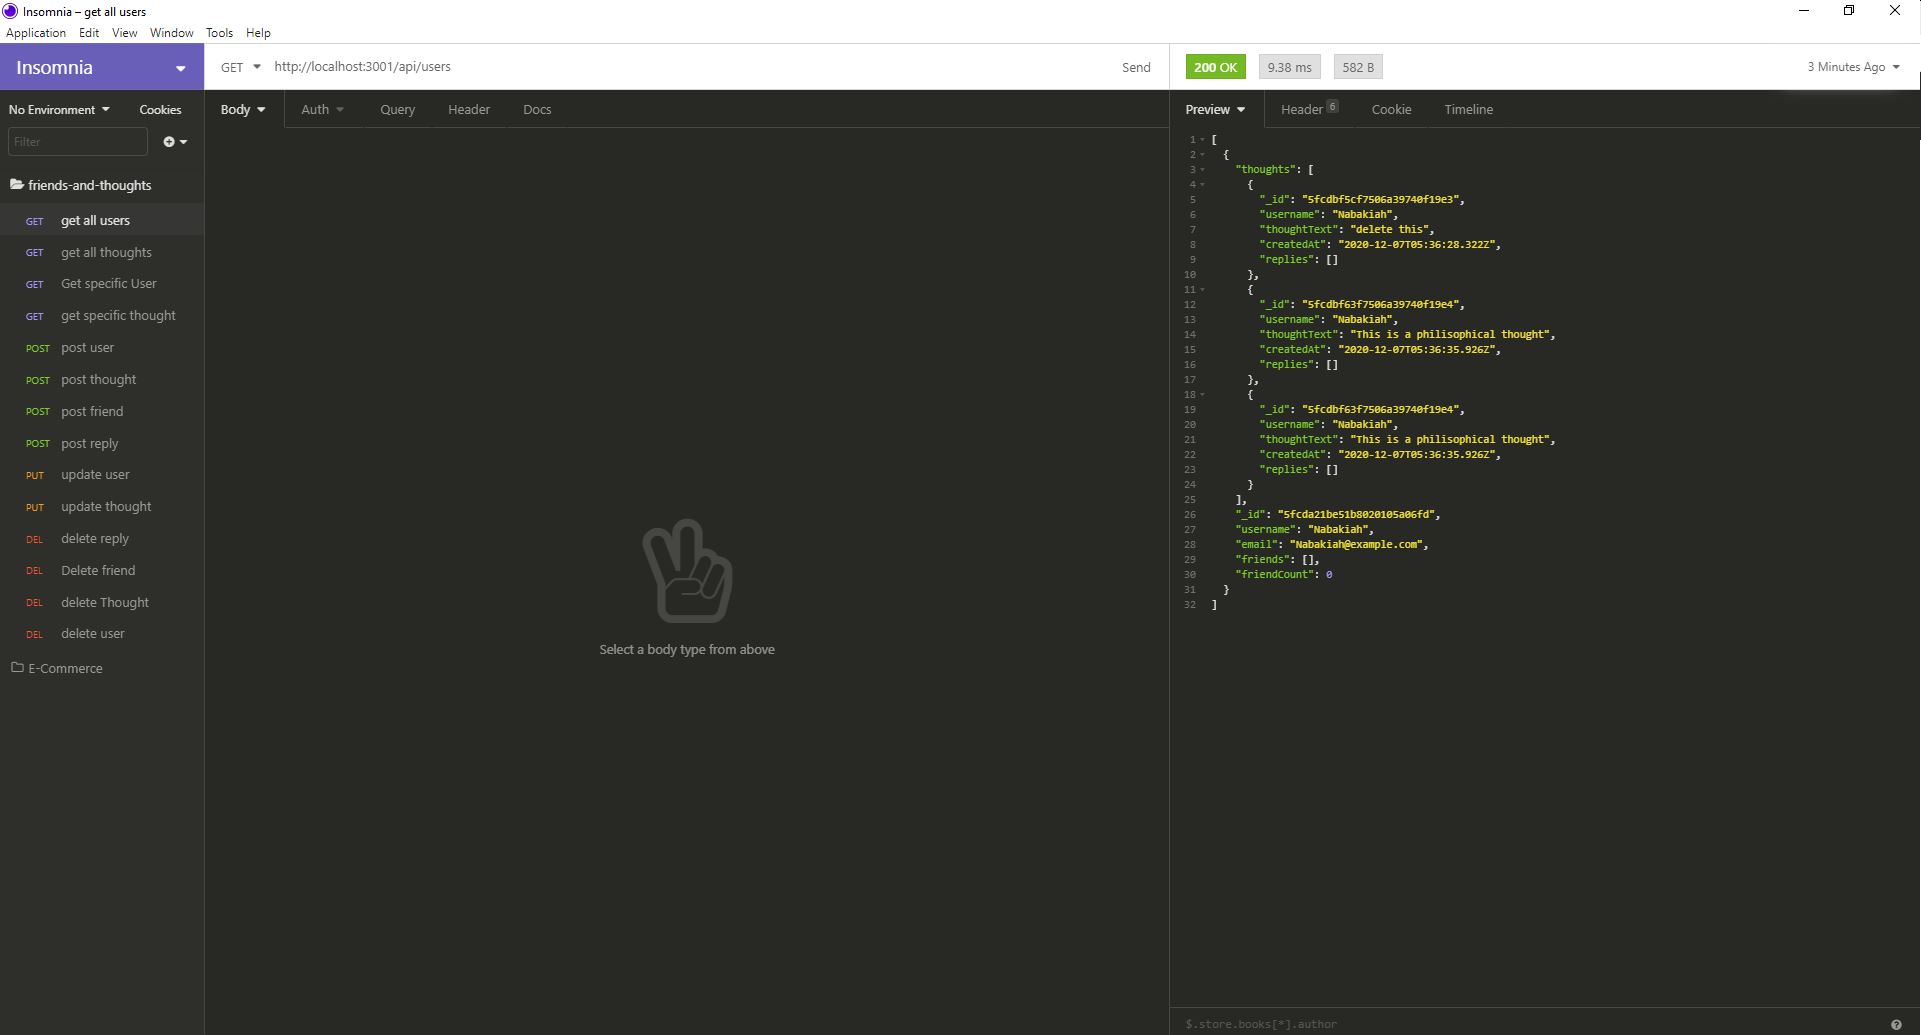 Insomnia – get all users
Application Edit View Window Tools Help
Insomnia
GET http://localhost:3001/api/users Send
200 OK 9.38 ms 582 B 3 Minutes Ago
No Environment Cookies
Body Auth Query Header Docs
Preview Header 6 Cookie Timeline
Filter
friends-and-thoughts
GET get all users
GET get all thoughts
GET Get specific User
GET get specific thought
POST post user
POST post thought
POST post friend
POST post reply
PUT update user
PUT update thought
DEL delete reply
DEL Delete friend
DEL delete Thought
DEL delete user
E-Commerce
Select a body type from above
1 [
2 {
3 "thoughts": [
4 {
5 "_id": "5fcdbf5cf7506a39740f19e3",
6 "username": "Nabakiah",
7 "thoughtText": "delete this",
8 "createdAt": "2020-12-07T05:36:28.322Z",
9 "replies": []
10 },
11 {
12 "_id": "5fcdbf63f7506a39740f19e4",
13 "username": "Nabakiah",
14 "thoughtText": "This is a philisophical thought",
15 "createdAt": "2020-12-07T05:36:35.926Z",
16 "replies": []
17 },
18 {
19 "_id": "5fcdbf63f7506a39740f19e4",
20 "username": "Nabakiah",
21 "thoughtText": "This is a philisophical thought",
22 "createdAt": "2020-12-07T05:36:35.926Z",
23 "replies": []
24 }
25 ],
26 "_id": "5fcda21be51b8020105a06fd",
27 "username": "Nabakiah",
28 "email": "Nabakiah@example.com",
29 "friends": [],
30 "friendCount": 0
31 }
32 ]
$.store.books[*].author